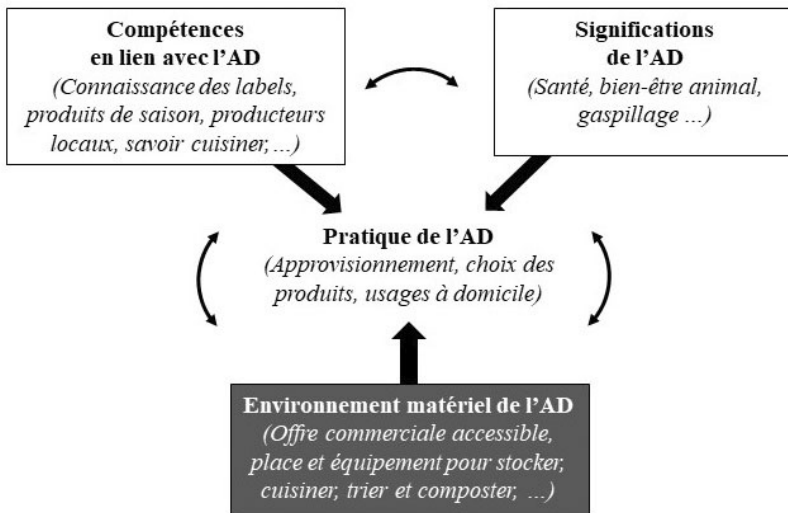 Compétences
en lien avec l'AD
(Connaissance des labels,
produits de saison, producteurs
locaux, savoir cuisiner, ...)
Significations
de l'AD
(Santé, bien-être animal,
gaspillage ...)
Pratique de l'AD
(Approvisionnement, choix des
produits, usages à domicile)
Environnement matériel de l'AD
(Offre commerciale accessible,
place et équipement pour stocker,
cuisiner, trier et composter, ...)